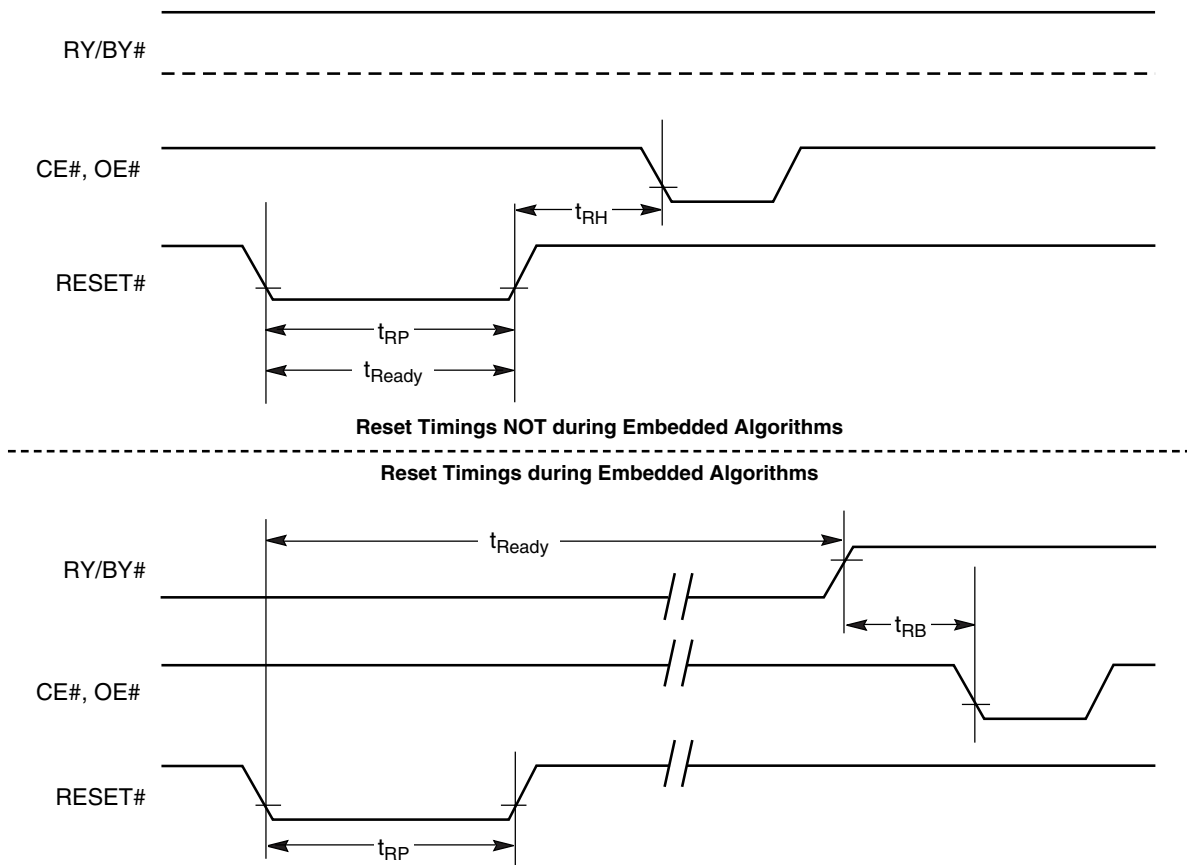 RY/BY#
CE#, OE#
tRH
RESET#
tRP
tReady
Reset Timings NOT during Embedded Algorithms
Reset Timings during Embedded Algorithms
tReady
RY/BY#
tRB
CE#, OE#
RESET#
tRP